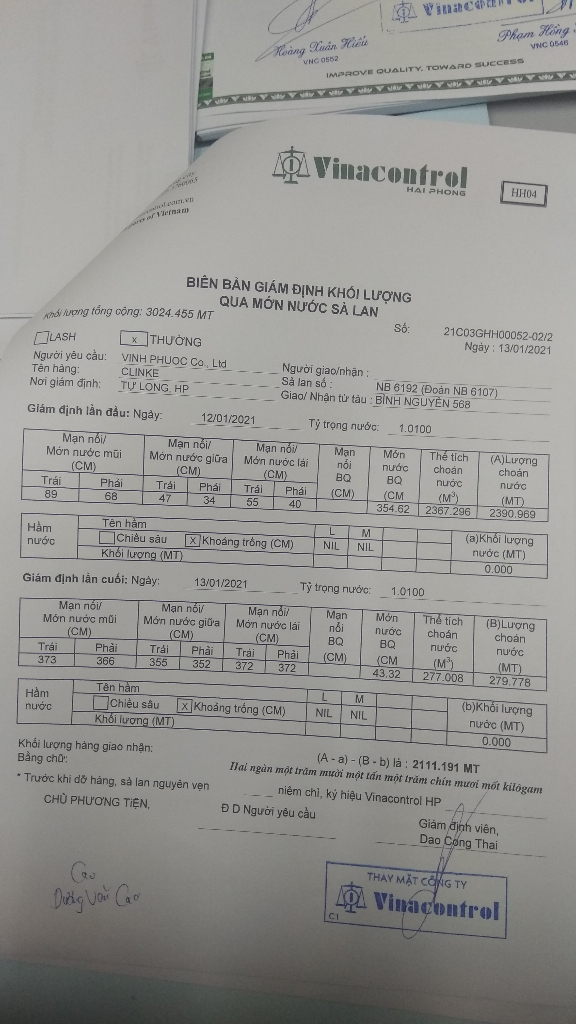 Vinacontrol
Hoàng Xuân Hiếu
VNC 0552
Phạm Hồng
VNC 0546
IMPROVE QUALITY, TOWARD SUCCESS
Vinacontrol
HAI PHONG
HH04
of Vietnam
BIÊN BẢN GIÁM ĐỊNH KHỐI LƯỢNG
QUA MỚN NƯỚC SÀ LAN
Khối lượng tổng cộng: 3024.455 MT
Số: 21C03GHH00052-02/2
Ngày : 13/01/2021
LASH x THƯỜNG
Người yêu cầu: VINH PHUOC Co., Ltd Người giao/nhận :
Tên hàng: CLINKE Sà lan số : NB 6192 (Đoàn NB 6107)
Nơi giám định: TỰ LONG, HP Giao/ Nhận từ tàu : BÌNH NGUYÊN 568
Giám định lần đầu: Ngày: 12/01/2021 Tỷ trọng nước: 1.0100
Mạn nổi/ Mớn nước mũi (CM) Mạn nổi/ Mớn nước giữa (CM) Mạn nổi/ Mớn nước lái (CM) Mạn nổi BQ (CM) Mớn nước BQ (CM Thể tích choán nước (M³) (A)Lượng choán nước (MT)
Trái Phải Trái Phải Trái Phải
89 68 47 34 55 40 354.62 2367.296 2390.969
Hầm nước Tên hầm L M (a)Khối lượng nước (MT)
Chiều sâu x Khoảng trống (CM) NIL NIL
Khối lượng (MT) 0.000
Giám định lần cuối: Ngày: 13/01/2021 Tỷ trọng nước: 1.0100
Mạn nổi/ Mớn nước mũi (CM) Mạn nổi/ Mớn nước giữa (CM) Mạn nổi/ Mớn nước lái (CM) Mạn nổi BQ (CM) Mớn nước BQ (CM Thể tích choán nước (M³) (B)Lượng choán nước (MT)
Trái Phải Trái Phải Trái Phải
373 366 355 352 372 372 43.32 277.008 279.778
Hầm nước Tên hầm L M (b)Khối lượng nước (MT)
Chiều sâu X Khoảng trống (CM) NIL NIL
Khối lượng (MT) 0.000
Khối lượng hàng giao nhận: (A - a) - (B - b) là : 2111.191 MT
Bằng chữ: Hai ngàn một trăm mười một tấn một trăm chín mươi mốt kilôgam
* Trước khi dỡ hàng, sà lan nguyên vẹn niêm chì, ký hiệu Vinacontrol HP
CHỦ PHƯƠNG TIỆN, Đ D Người yêu cầu Giám định viên,
Dao Cong Thai
Cao
Dương Văn Cao
THAY MẶT CÔNG TY
Vinacontrol
C1